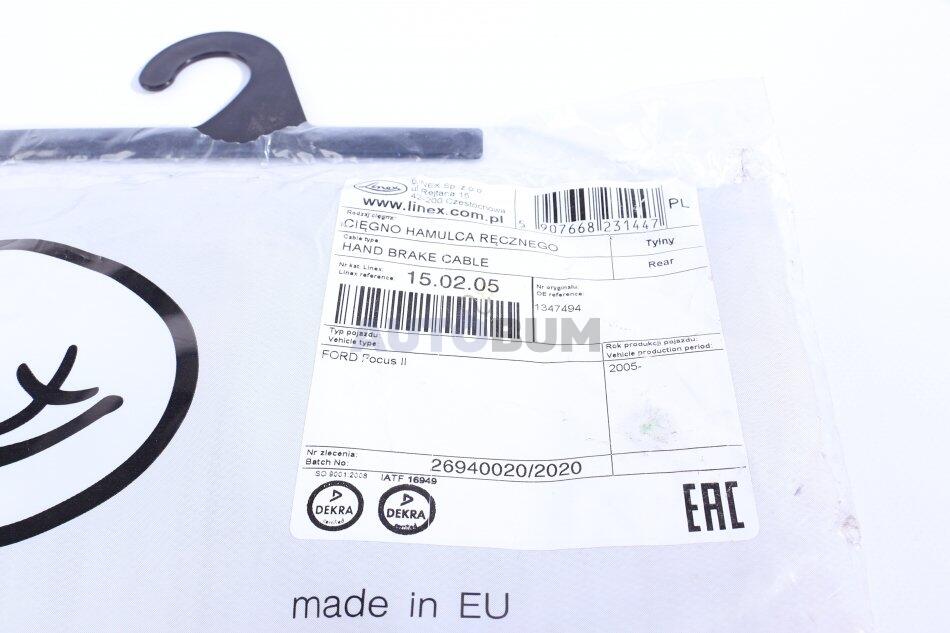 Linex
LINEX Sp. z o.o.
ul. Rejtana 15
42-200 Częstochowa
www.linex.com.pl
5 907668 231447
PL
Rodzaj cięgna:
CIĘGNO HAMULCA RĘCZNEGO
Tylny
Cable type
HAND BRAKE CABLE
Rear
Nr kat. Linex:
Linex reference:
15.02.05
Nr oryginału:
OE reference:
1347494
AUTOBUM
Typ pojazdu
Vehicle type
FORD Focus II
Rok produkcji pojazdu:
Vehicle production period:
2005-
Nr zlecenia:
Batch No:
26940020/2020
ISO 9001:2008
IATF 16949
DEKRA
certified
DEKRA
certified
EAC
made in EU